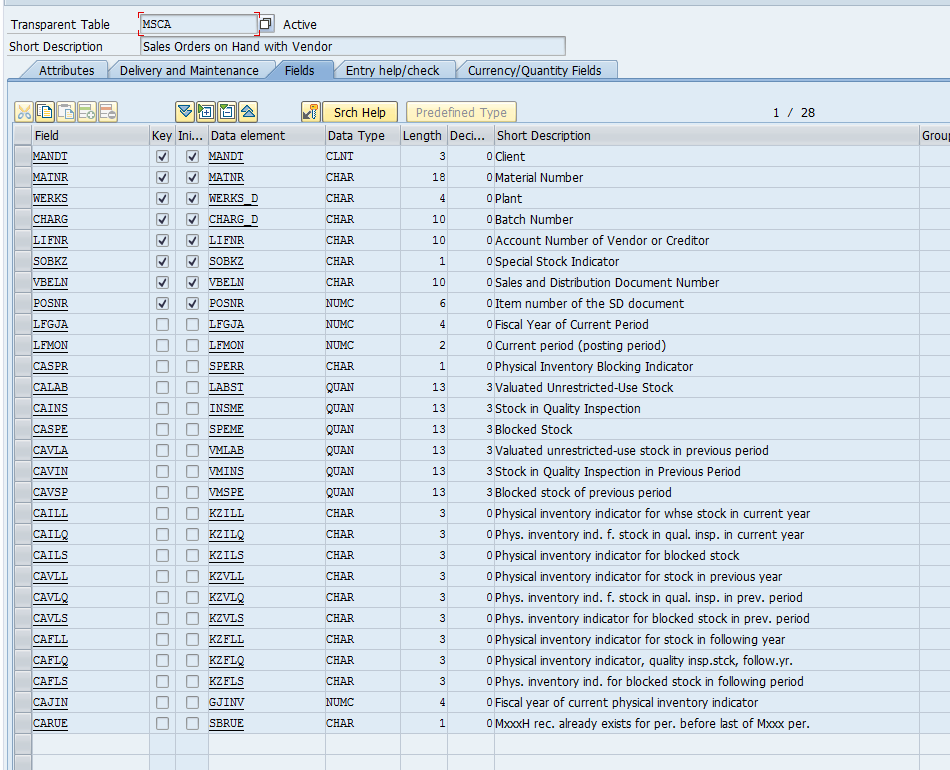 Transparent Table MSCA Active
Short Description Sales Orders on Hand with Vendor
Attributes Delivery and Maintenance Fields Entry help/check Currency/Quantity Fields
Srch Help Predefined Type 1 / 28
Field Key Ini... Data element Data Type Length Deci... Short Description Group
MANDT MANDT CLNT 3 0 Client
MATNR MATNR CHAR 18 0 Material Number
WERKS WERKS_D CHAR 4 0 Plant
CHARG CHARG_D CHAR 10 0 Batch Number
LIFNR LIFNR CHAR 10 0 Account Number of Vendor or Creditor
SOBKZ SOBKZ CHAR 1 0 Special Stock Indicator
VBELN VBELN CHAR 10 0 Sales and Distribution Document Number
POSNR POSNR NUMC 6 0 Item number of the SD document
LFGJA LFGJA NUMC 4 0 Fiscal Year of Current Period
LFMON LFMON NUMC 2 0 Current period (posting period)
CASPR SPERR CHAR 1 0 Physical Inventory Blocking Indicator
CALAB LABST QUAN 13 3 Valuated Unrestricted-Use Stock
CAINS INSME QUAN 13 3 Stock in Quality Inspection
CASPE SPEME QUAN 13 3 Blocked Stock
CAVLA VMLAB QUAN 13 3 Valuated unrestricted-use stock in previous period
CAVIN VMINS QUAN 13 3 Stock in Quality Inspection in Previous Period
CAVSP VMSPE QUAN 13 3 Blocked stock of previous period
CAILL KZILL CHAR 3 0 Physical inventory indicator for whse stock in current year
CAILQ KZILQ CHAR 3 0 Phys. inventory ind. f. stock in qual. insp. in current year
CAILS KZILS CHAR 3 0 Physical inventory indicator for blocked stock
CAVLL KZVLL CHAR 3 0 Physical inventory indicator for stock in previous year
CAVLQ KZVLQ CHAR 3 0 Phys. inventory ind. f. stock in qual. insp. in prev. period
CAVLS KZVLS CHAR 3 0 Phys. inventory indicator for blocked stock in prev. period
CAFLL KZFLL CHAR 3 0 Physical inventory indicator for stock in following year
CAFLQ KZFLQ CHAR 3 0 Physical inventory indicator, quality insp.stck, follow.yr.
CAFLS KZFLS CHAR 3 0 Phys. inventory ind. for blocked stock in following period
CAJIN GJINV NUMC 4 0 Fiscal year of current physical inventory indicator
CARUE SBRUE CHAR 1 0 MxxxH rec. already exists for per. before last of Mxxx per.